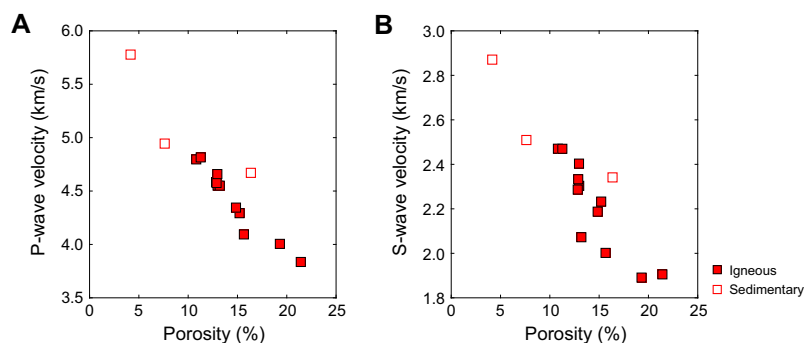 A
P-wave velocity (km/s)
6.0
5.5
5.0
4.5
4.0
3.5
0 5 10 15 20 25
Porosity (%)
B
S-wave velocity (km/s)
3.0
2.8
2.6
2.4
2.2
2.0
1.8
0 5 10 15 20 25
Porosity (%)
Igneous
Sedimentary